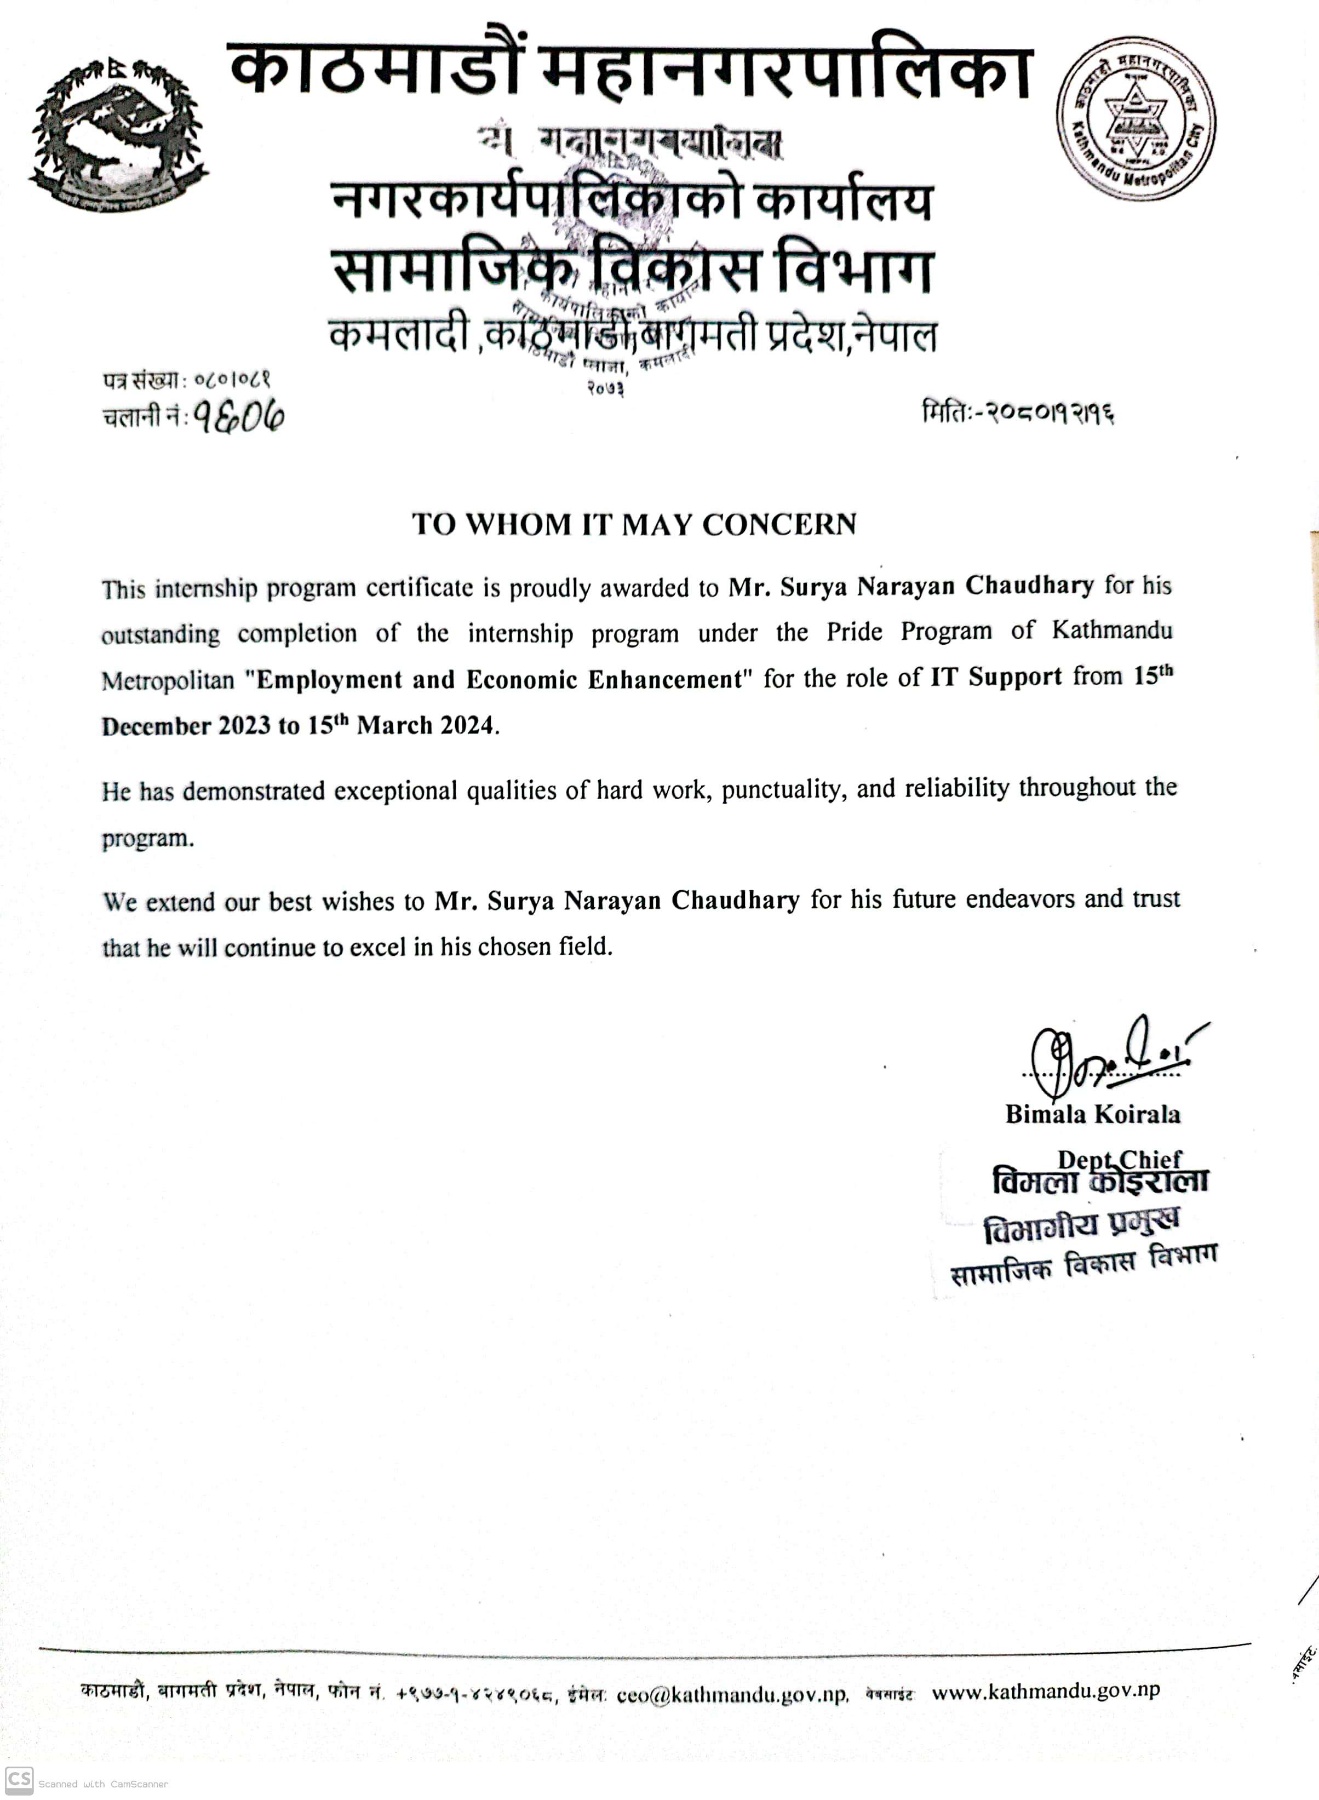 काठमाडौं महानगरपालिका
नगरकार्यपालिकाको कार्यालय
सामाजिक विकास विभाग
कमलादी ,काठमाडौं,बागमती प्रदेश,नेपाल
काठमाडौं महानगरपालिका
Kathmandu Metropolitan City
NEPAL
२०७३
पत्र संख्या: ०८०।०८१
चलानी नं:
मिति:-२०८०।१२।१६
TO WHOM IT MAY CONCERN
This internship program certificate is proudly awarded to Mr. Surya Narayan Chaudhary for his
outstanding completion of the internship program under the Pride Program of Kathmandu
Metropolitan "Employment and Economic Enhancement" for the role of IT Support from 15th
December 2023 to 15th March 2024.
He has demonstrated exceptional qualities of hard work, punctuality, and reliability throughout the
program.
We extend our best wishes to Mr. Surya Narayan Chaudhary for his future endeavors and trust
that he will continue to excel in his chosen field.
Bimala Koirala
Dept.Chief
विमला कोइराला
विभागीय प्रमुख
सामाजिक विकास विभाग
काठमाडौं, बागमती प्रदेश, नेपाल, फोन नं. +९७७-१-४२४९०६८, इमेल: ceo@kathmandu.gov.np, वेबसाईट www.kathmandu.gov.np
CS Scanned with CamScanner